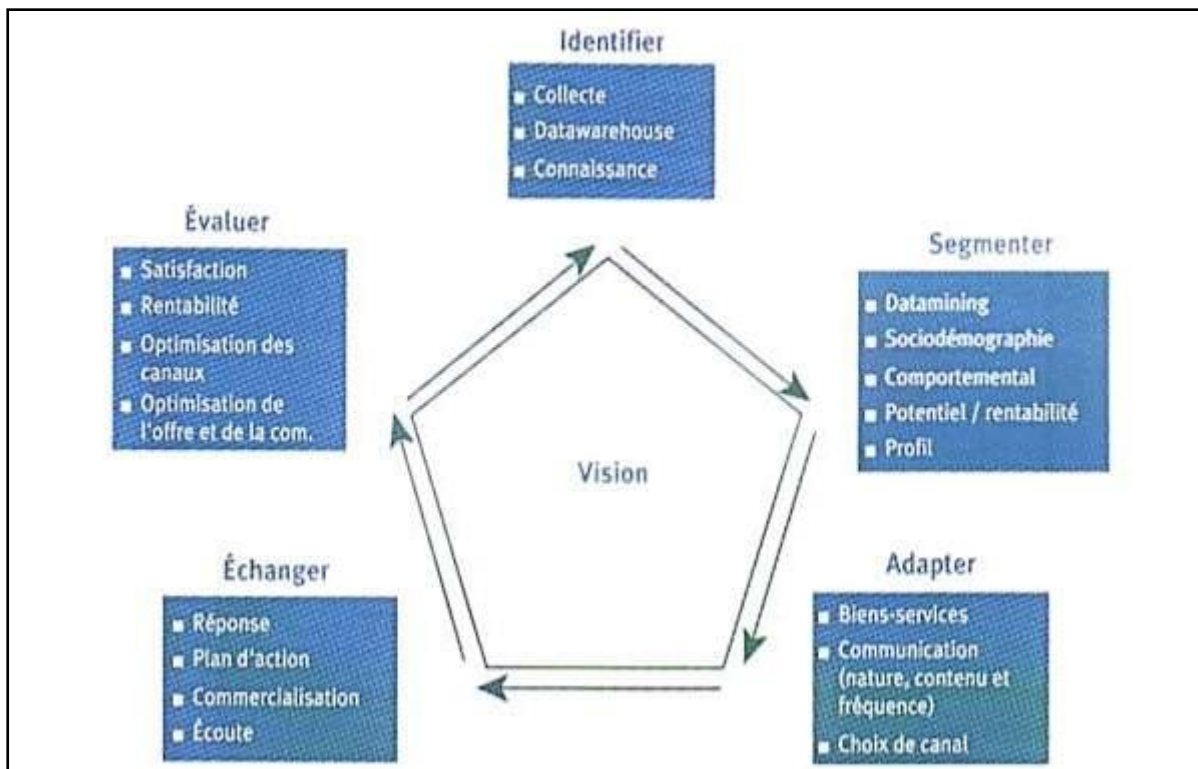 Identifier
Collecte
Datawarehouse
Connaissance
Évaluer
Satisfaction
Rentabilité
Optimisation des
canaux
Optimisation de
l'offre et de la com.
Segmenter
Datamining
Sociodémographie
Comportemental
Potentiel / rentabilité
Profil
Vision
Échanger
Réponse
Plan d'action
Commercialisation
Écoute
Adapter
Biens-services
Communication
(nature, contenu et
fréquence)
Choix de canal